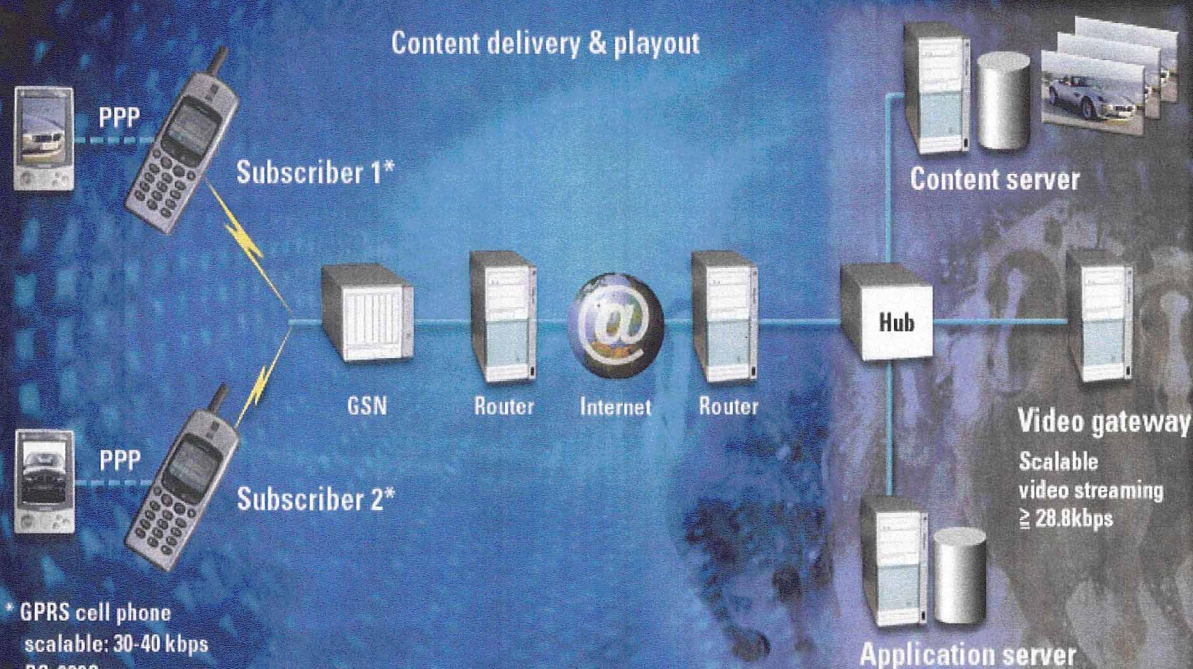 Content delivery & playout
PPP
Subscriber 1*
Content server
@
Hub
GSN
Router
Internet
Router
Video gateway
Scalable
video streaming
≧ 28.8kbps
PPP
Subscriber 2*
* GPRS cell phone
scalable: 30-40 kbps
Application server